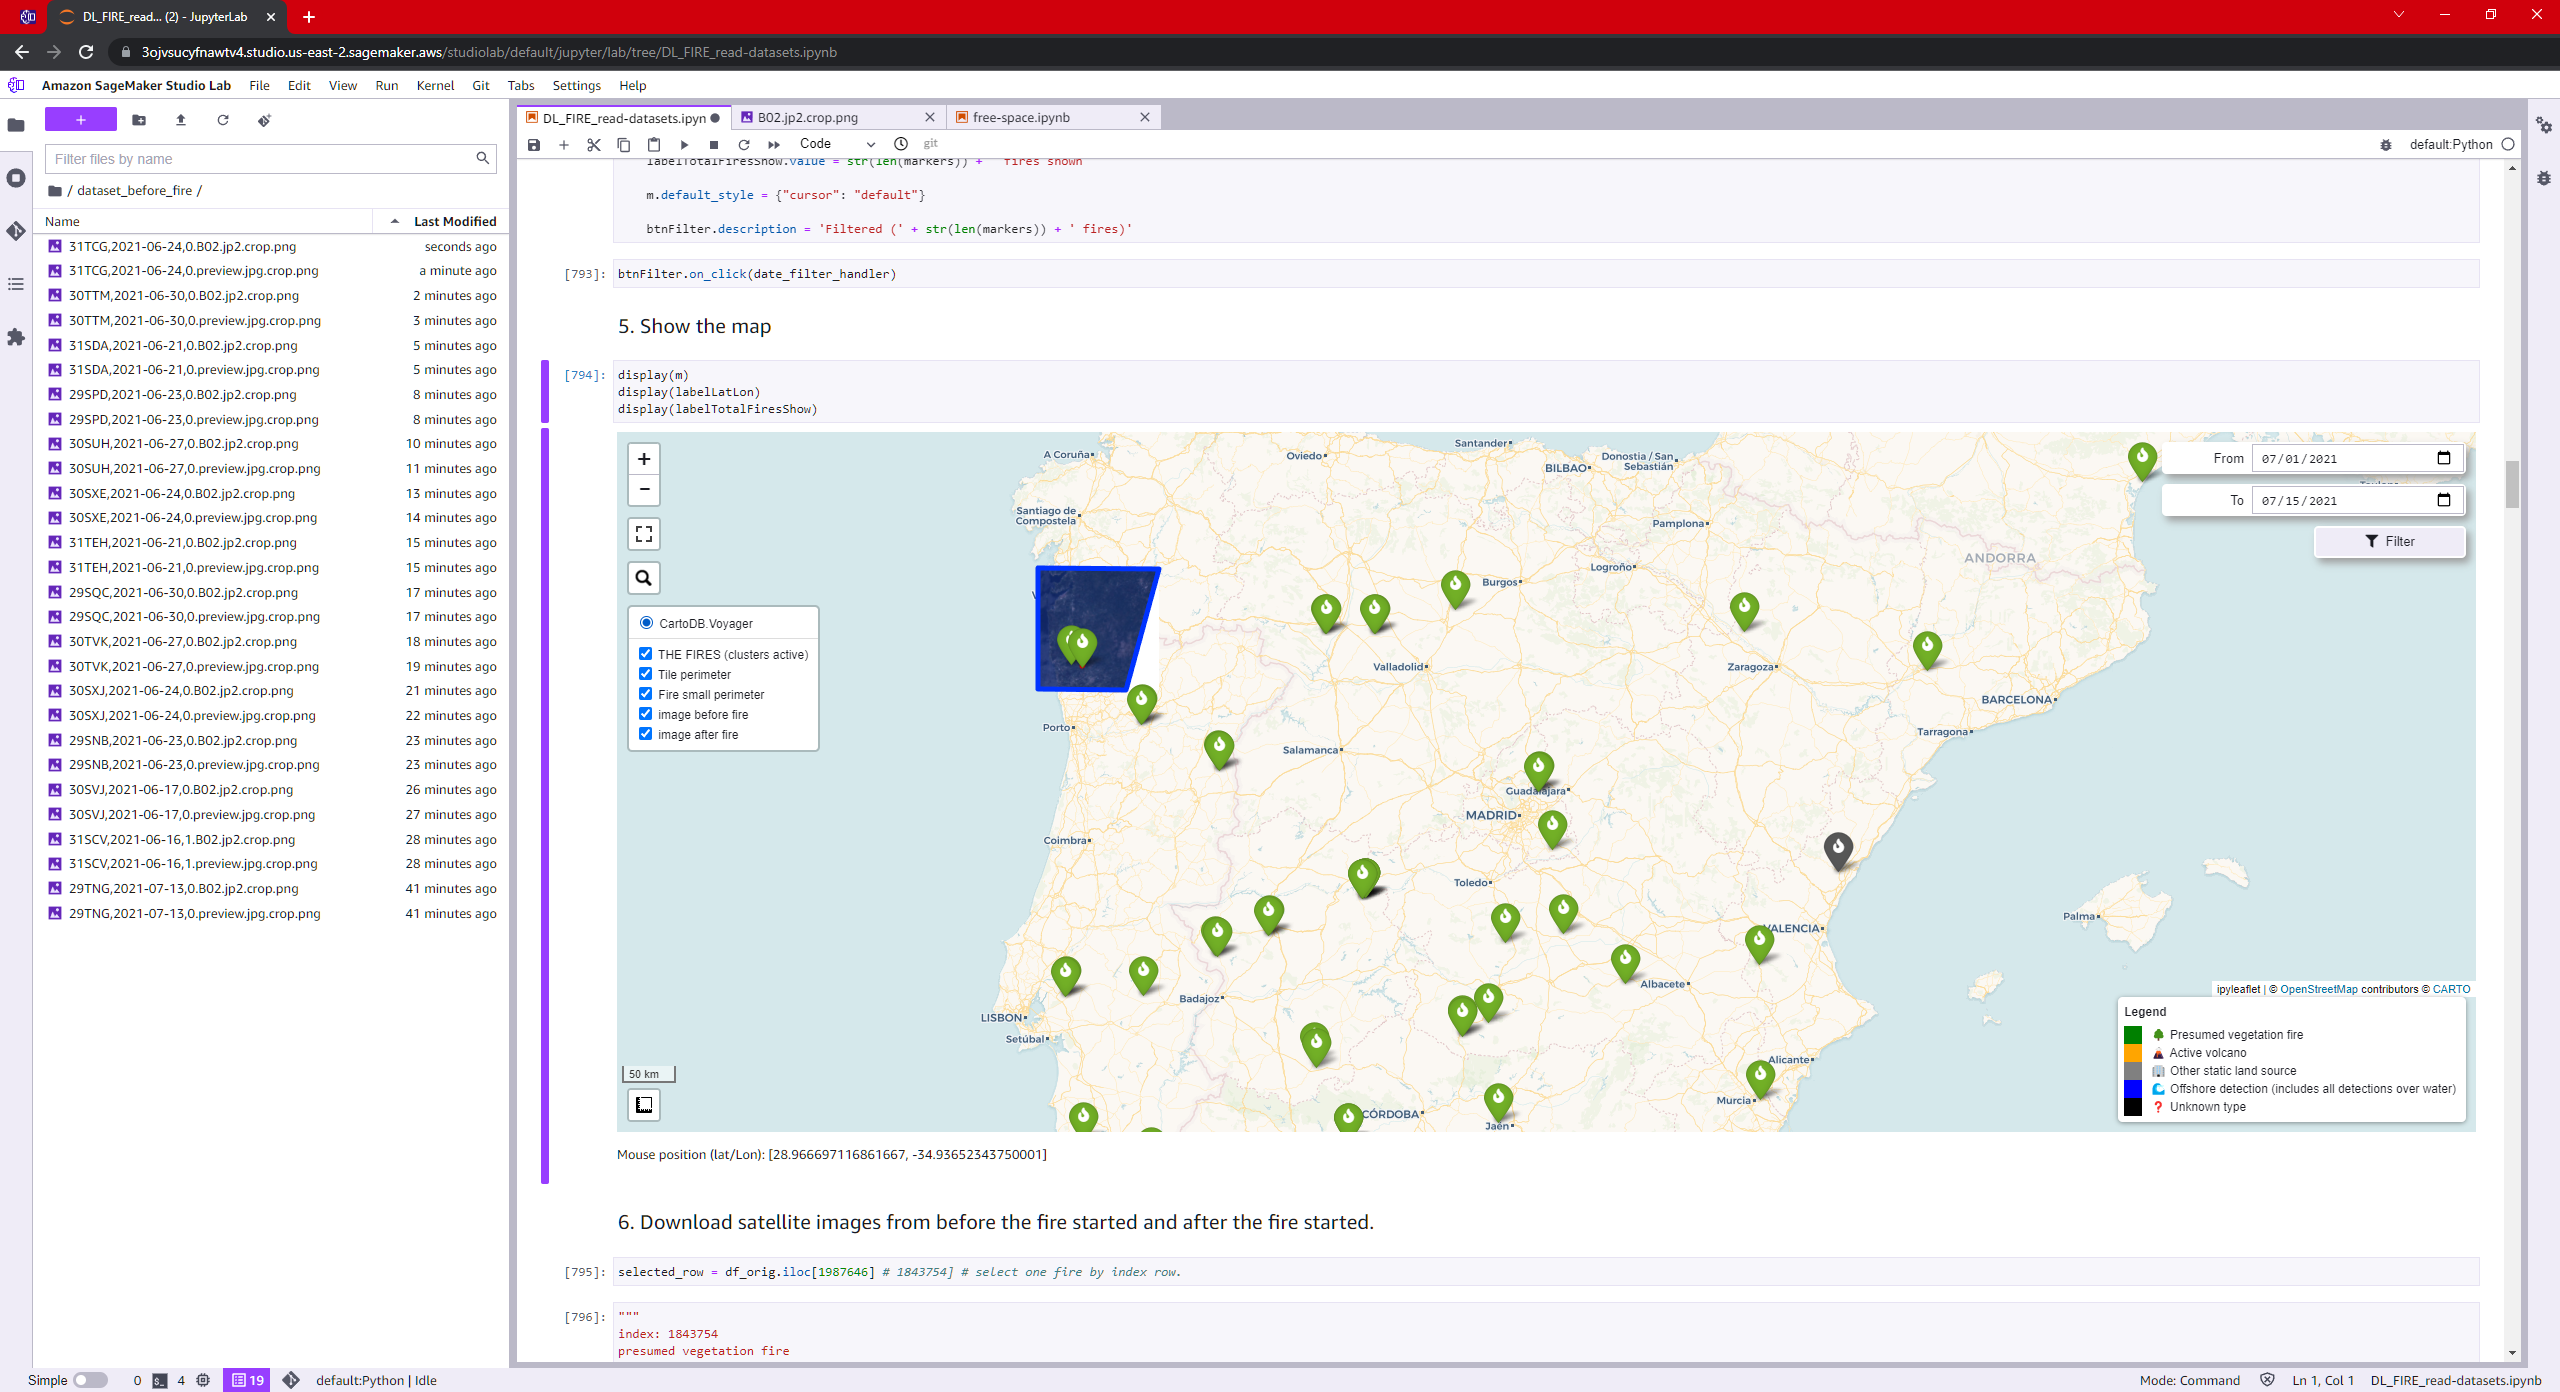 DL_FIRE_read... (2) - JupyterLab
3ojvsucyfnawtv4.studio.us-east-2.sagemaker.aws/studiolab/default/jupyter/lab/tree/DL_FIRE_read-datasets.ipynb
Amazon SageMaker Studio Lab File Edit View Run Kernel Git Tabs Settings Help
DL_FIRE_read-datasets.ipyn B02.jp2.crop.png free-space.ipynb
Code git default:Python
Filter files by name
/ dataset_before_fire /
Name Last Modified
31TCG,2021-06-24,0.B02.jp2.crop.png seconds ago
31TCG,2021-06-24,0.preview.jpg.crop.png a minute ago
30TTM,2021-06-30,0.B02.jp2.crop.png 2 minutes ago
30TTM,2021-06-30,0.preview.jpg.crop.png 3 minutes ago
31SDA,2021-06-21,0.B02.jp2.crop.png 5 minutes ago
31SDA,2021-06-21,0.preview.jpg.crop.png 5 minutes ago
29SPD,2021-06-23,0.B02.jp2.crop.png 8 minutes ago
29SPD,2021-06-23,0.preview.jpg.crop.png 8 minutes ago
30SUH,2021-06-27,0.B02.jp2.crop.png 10 minutes ago
30SUH,2021-06-27,0.preview.jpg.crop.png 11 minutes ago
30SXE,2021-06-24,0.B02.jp2.crop.png 13 minutes ago
30SXE,2021-06-24,0.preview.jpg.crop.png 14 minutes ago
31TEH,2021-06-21,0.B02.jp2.crop.png 15 minutes ago
31TEH,2021-06-21,0.preview.jpg.crop.png 15 minutes ago
29SQC,2021-06-30,0.B02.jp2.crop.png 17 minutes ago
29SQC,2021-06-30,0.preview.jpg.crop.png 17 minutes ago
30TVK,2021-06-27,0.B02.jp2.crop.png 18 minutes ago
30TVK,2021-06-27,0.preview.jpg.crop.png 19 minutes ago
30SXJ,2021-06-24,0.B02.jp2.crop.png 21 minutes ago
30SXJ,2021-06-24,0.preview.jpg.crop.png 22 minutes ago
29SNB,2021-06-23,0.B02.jp2.crop.png 23 minutes ago
29SNB,2021-06-23,0.preview.jpg.crop.png 23 minutes ago
30SVJ,2021-06-17,0.B02.jp2.crop.png 26 minutes ago
30SVJ,2021-06-17,0.preview.jpg.crop.png 27 minutes ago
31SCV,2021-06-16,1.B02.jp2.crop.png 28 minutes ago
31SCV,2021-06-16,1.preview.jpg.crop.png 28 minutes ago
29TNG,2021-07-13,0.B02.jp2.crop.png 41 minutes ago
29TNG,2021-07-13,0.preview.jpg.crop.png 41 minutes ago
labelTotalFiresShow.value = str(len(markers)) + ' fires shown
m.default_style = {"cursor": "default"}
btnFilter.description = 'Filtered (' + str(len(markers)) + ' fires)'
[793]: btnFilter.on_click(date_filter_handler)
5. Show the map
[794]: display(m)
display(labelLatLon)
display(labelTotalFiresShow)
+
−
CartoDB.Voyager
THE FIRES (clusters active)
Tile perimeter
Fire small perimeter
image before fire
image after fire
From 07/01/2021
To 07/15/2021
Filter
A Coruña
Oviedo
Santander
BILBAO
Donostia / San
Sebastián
Santiago de
Compostela
Pamplona
ANDORRA
Logroño
Burgos
Valladolid
Zaragoza
BARCELONA
Porto
Tarragona
Salamanca
Guadalajara
MADRID
Coimbra
Toledo
Palma
VALENCIA
Albacete
Badajoz
LISBON
Setúbal
Alicante
Murcia
CÓRDOBA
Jaén
50 km
ipyleaflet | © OpenStreetMap contributors © CARTO
Legend
Presumed vegetation fire
Active volcano
Other static land source
Offshore detection (includes all detections over water)
❓ Unknown type
Mouse position (lat/Lon): [28.966697116861667, -34.93652343750001]
6. Download satellite images from before the fire started and after the fire started.
[795]: selected_row = df_orig.iloc[1987646] # 1843754] # select one fire by index row.
[796]: """
index: 1843754
presumed vegetation fire
Simple 0 4 19 default:Python | Idle Mode: Command Ln 1, Col 1 DL_FIRE_read-datasets.ipynb